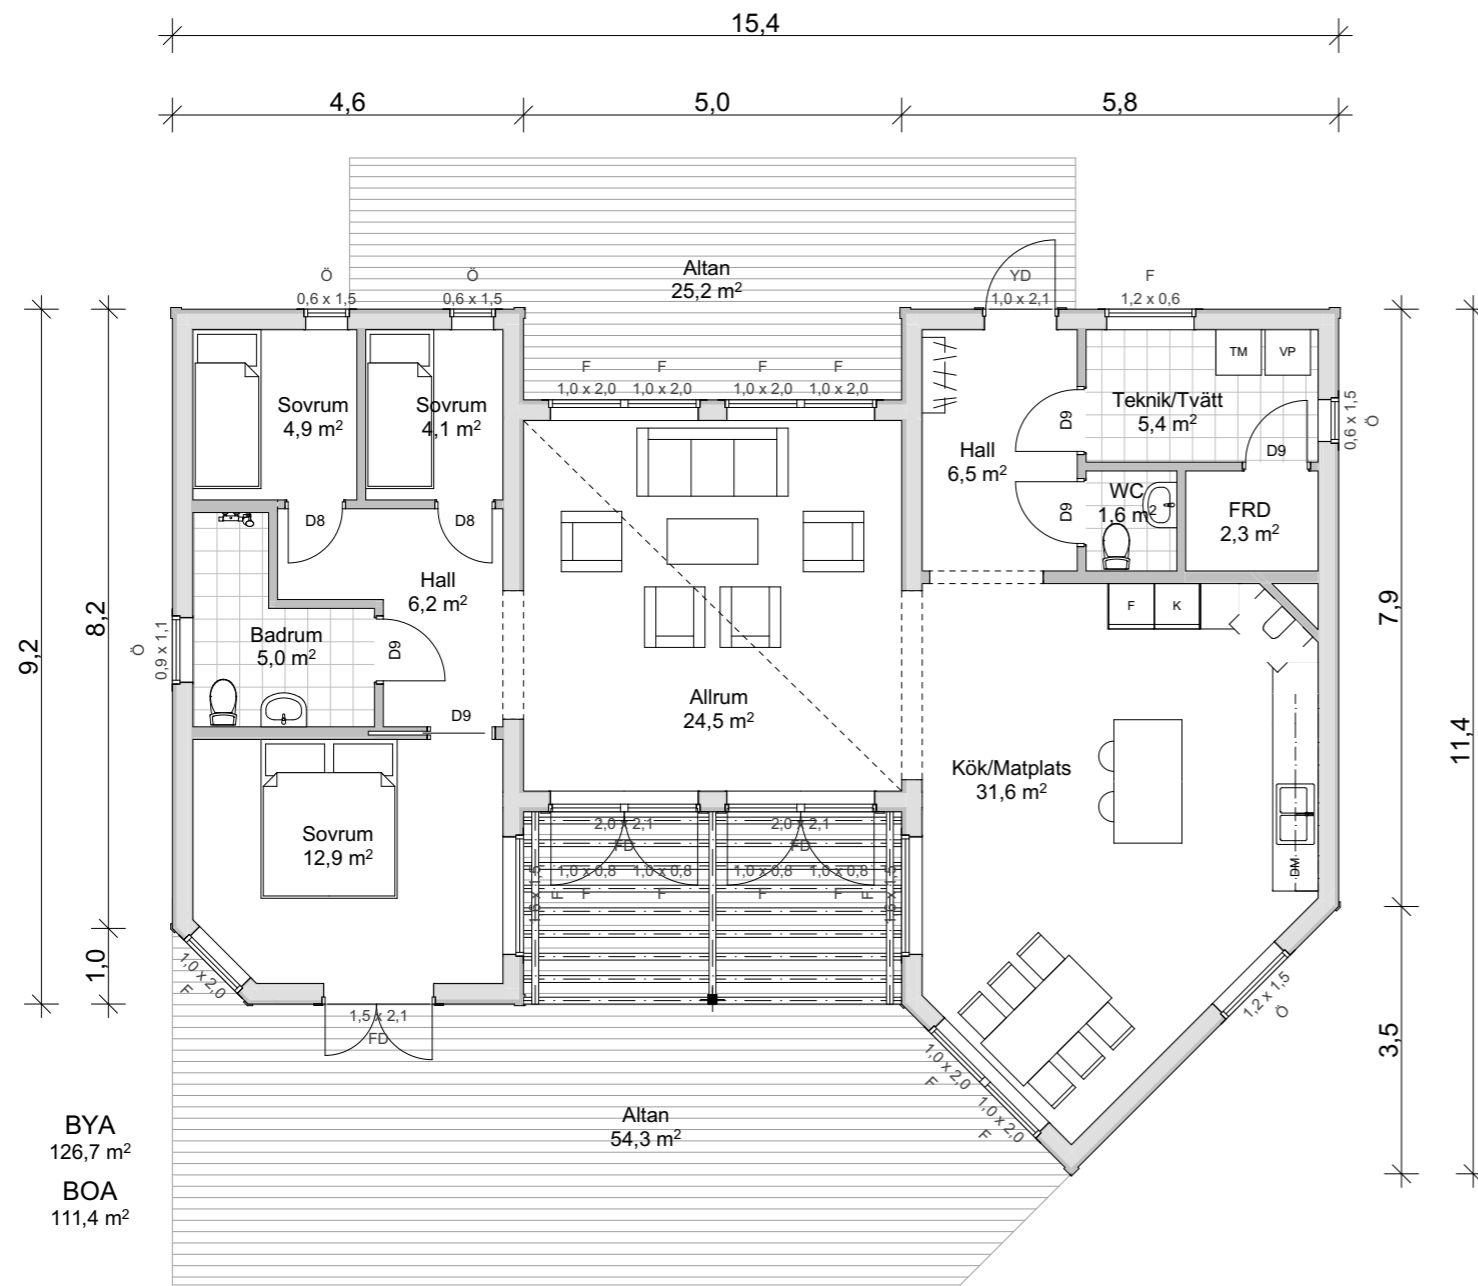 15,4
4,6
5,0
5,8
Altan
25,2 m²
Ö
0,6 x 1,5
Ö
0,6 x 1,5
YD
1,0 x 2,1
F
1,2 x 0,6
F
1,0 x 2,0
F
1,0 x 2,0
F
1,0 x 2,0
F
1,0 x 2,0
TM
VP
Sovrum
4,9 m²
Sovrum
4,1 m²
Teknik/Tvätt
5,4 m²
0,6 x 1,5
Ö
D9
D9
Hall
6,5 m²
D8
D8
D9
WC
1,6 m²
FRD
2,3 m²
Hall
6,2 m²
F
K
9,2
8,2
7,9
11,4
Ö
0,9 x 1,1
Badrum
5,0 m²
D9
D9
Allrum
24,5 m²
Kök/Matplats
31,6 m²
Sovrum
12,9 m²
2,0 x 2,1
FD
2,0 x 2,1
FD
1,0 x 0,8
F
1,0 x 0,8
F
1,0 x 0,8
F
1,0 x 0,8
F
1,6 x 1,5
F
1,6 x 1,5
F
DM
1,0
3,5
1,0 x 2,0
F
1,5 x 2,1
FD
1,2 x 1,5
Ö
1,0 x 2,0
F
1,0 x 2,0
F
Altan
54,3 m²
BYA
126,7 m²
BOA
111,4 m²